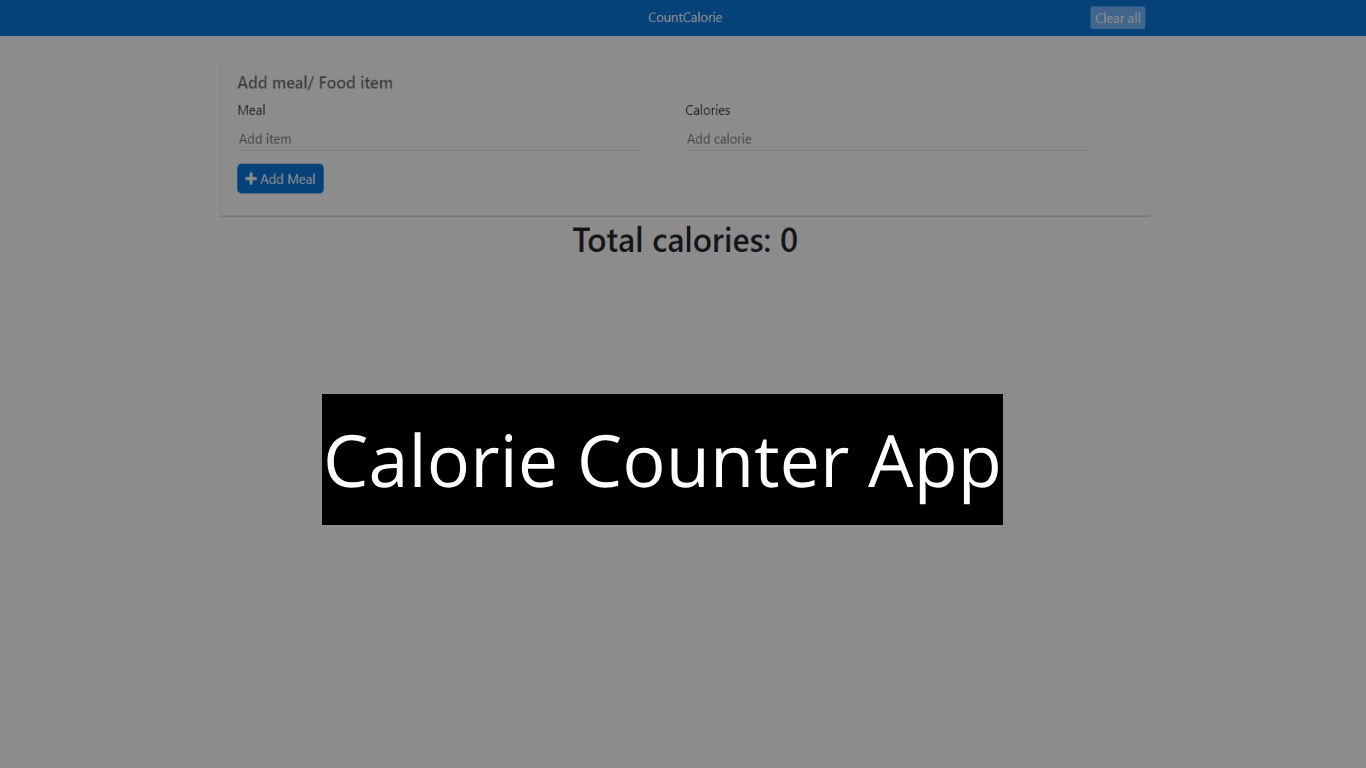 CountCalorie
Clear all
Add meal/ Food item
Meal
Calories
Add item
Add calorie
Add Meal
Total calories: 0
Calorie Counter App